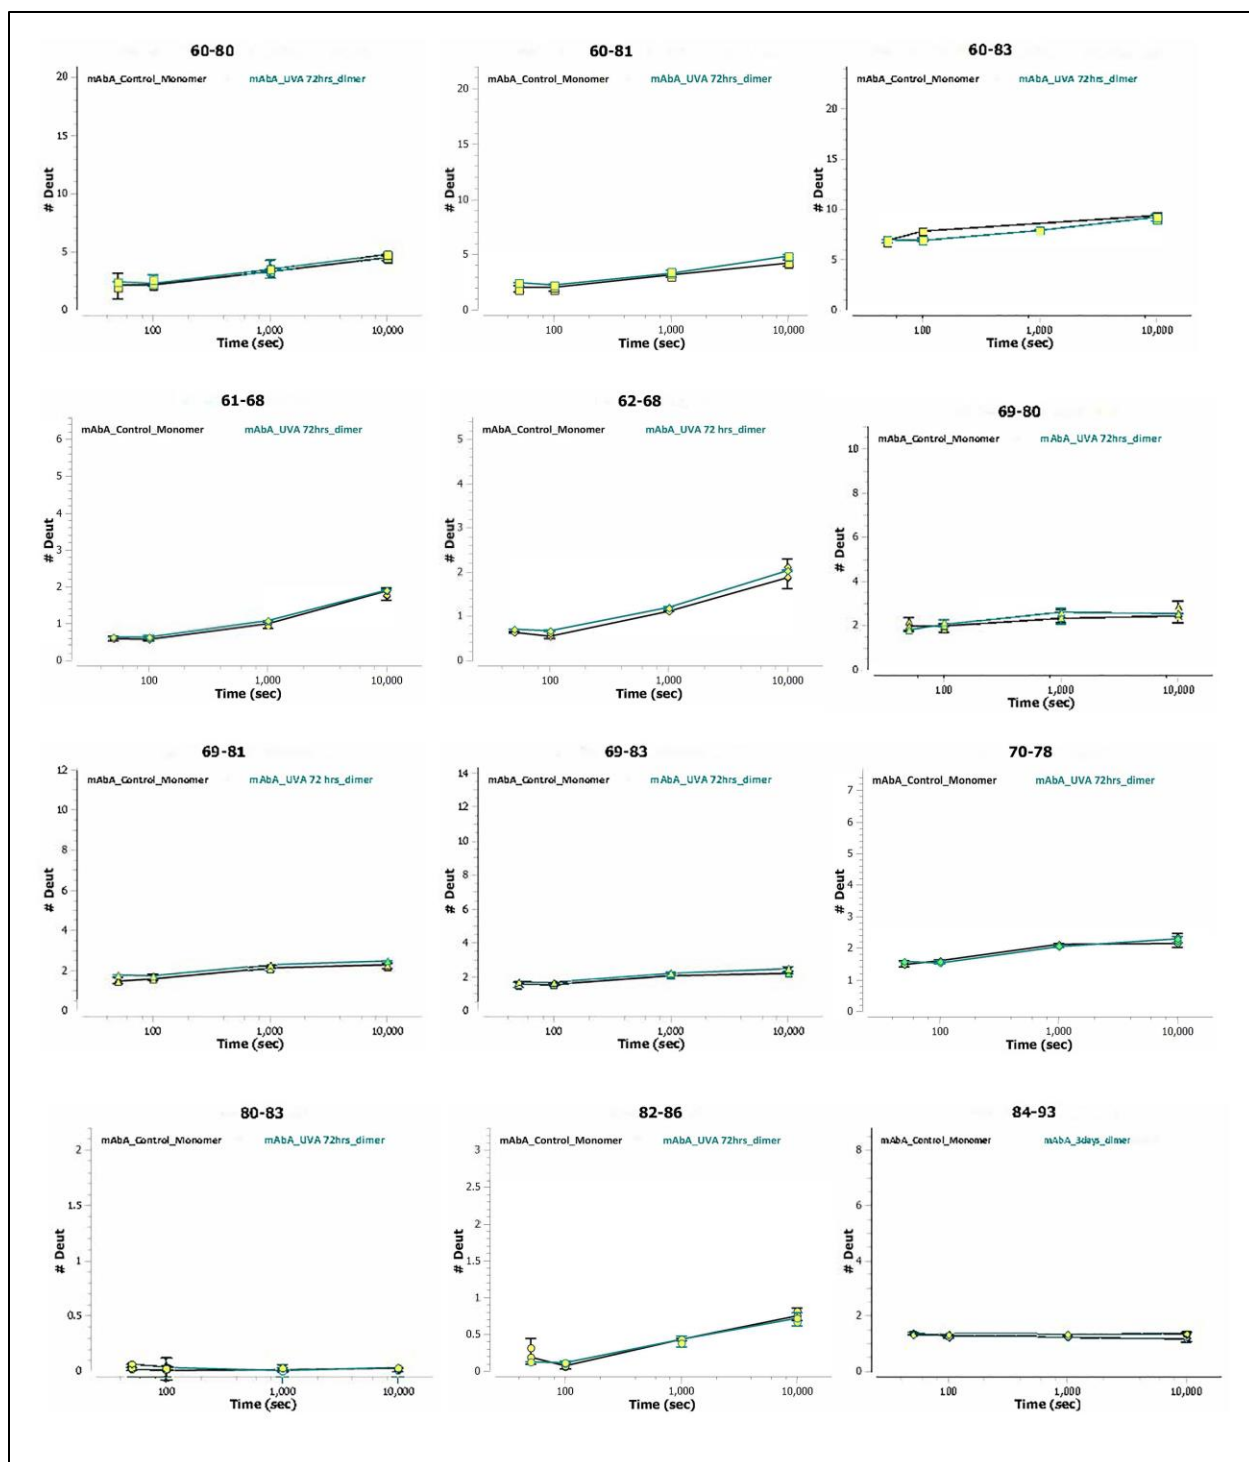 60-80
mAbA_Control_Monomer mAbA_UVA 72hrs_dimer
20
15
10
5
0
# Deut
100 1,000 10,000
Time (sec)
60-81
mAbA_Control_Monomer mAbA_UVA 72hrs_dimer
20
15
10
5
0
# Deut
100 1,000 10,000
Time (sec)
60-83
mAbA_Control_Monomer mAbA_UVA 72hrs_dimer
20
15
10
5
0
# Deut
100 1,000 10,000
Time (sec)
61-68
mAbA_Control_Monomer mAbA_UVA 72hrs_dimer
6
5
4
3
2
1
0
# Deut
100 1,000 10,000
Time (sec)
62-68
mAbA_Control_Monomer mAbA_UVA 72 hrs_dimer
5
4
3
2
1
0
# Deut
100 1,000 10,000
Time (sec)
69-80
mAbA_Control_Monomer mAbA_UVA 72hrs_dimer
10
8
6
4
2
0
# Deut
100 1,000 10,000
Time (sec)
69-81
mAbA_Control_Monomer mAbA_UVA 72 hrs_dimer
12
10
8
6
4
2
0
# Deut
100 1,000 10,000
Time (sec)
69-83
mAbA_Control_Monomer mAbA_UVA 72hrs_dimer
14
12
10
8
6
4
2
0
# Deut
100 1,000 10,000
Time (sec)
70-78
mAbA_Control_Monomer mAbA_UVA 72hrs_dimer
7
6
5
4
3
2
1
0
# Deut
100 1,000 10,000
Time (sec)
80-83
mAbA_Control_Monomer mAbA_UVA 72hrs_dimer
2
1.5
1
0.5
0
# Deut
100 1,000 10,000
Time (sec)
82-86
mAbA_Control_Monomer mAbA_UVA 72hrs_dimer
3
2.5
2
1.5
1
0.5
0
# Deut
100 1,000 10,000
Time (sec)
84-93
mAbA_Control_Monomer mAbA_3days_dimer
8
6
4
2
0
# Deut
100 1,000 10,000
Time (sec)